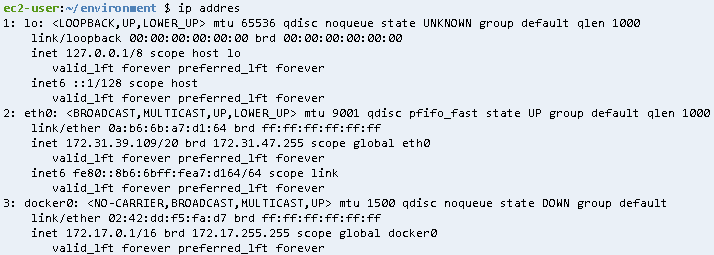 ec2-user:~/environment $ ip addres
1: lo: <LOOPBACK,UP,LOWER_UP> mtu 65536 qdisc noqueue state UNKNOWN group default qlen 1000
link/loopback 00:00:00:00:00:00 brd 00:00:00:00:00:00
inet 127.0.0.1/8 scope host lo
valid_lft forever preferred_lft forever
inet6 ::1/128 scope host
valid_lft forever preferred_lft forever
2: eth0: <BROADCAST,MULTICAST,UP,LOWER_UP> mtu 9001 qdisc pfifo_fast state UP group default qlen 1000
link/ether 0a:b6:6b:a7:d1:64 brd ff:ff:ff:ff:ff:ff
inet 172.31.39.109/20 brd 172.31.47.255 scope global eth0
valid_lft forever preferred_lft forever
inet6 fe80::8b6:6bff:fea7:d164/64 scope link
valid_lft forever preferred_lft forever
3: docker0: <NO-CARRIER,BROADCAST,MULTICAST,UP> mtu 1500 qdisc noqueue state DOWN group default
link/ether 02:42:dd:f5:fa:d7 brd ff:ff:ff:ff:ff:ff
inet 172.17.0.1/16 brd 172.17.255.255 scope global docker0
valid_lft forever preferred_lft forever